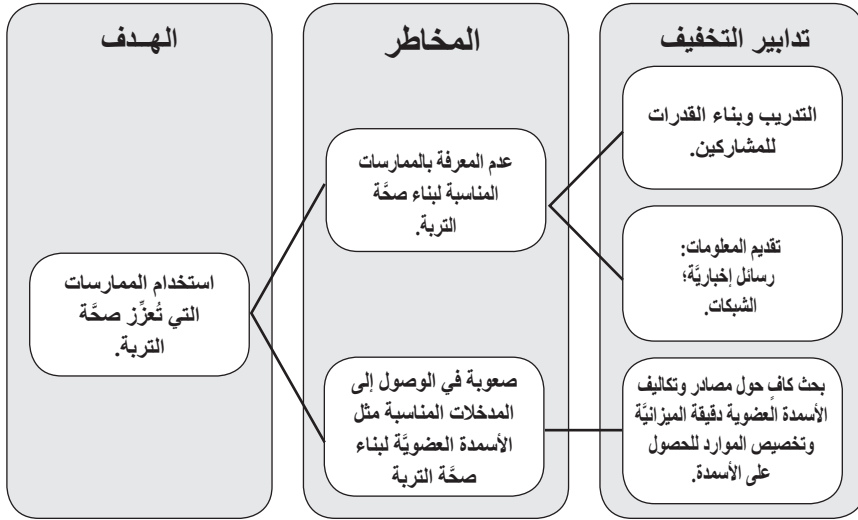 الهـدف
المخاطر
تدابير التخفيف
استخدام الممارسات
التي تُعزِّز صحَّة
التربة.
عدم المعرفة بالممارسات
المناسبة لبناء صحَّة
التربة.
صعوبة في الوصول إلى
المدخلات المناسبة مثل
الأسمدة العضويَّة لبناء
صحَّة التربة
التدريب وبناء القدرات
للمشاركين.
تقديم المعلومات:
رسائل إخباريَّة؛
الشبكات.
بحث كافٍ حول مصادر وتكاليف
الأسمدة العضوية دقيقة الميزانيَّة
وتخصيص الموارد للحصول
على الأسمدة.